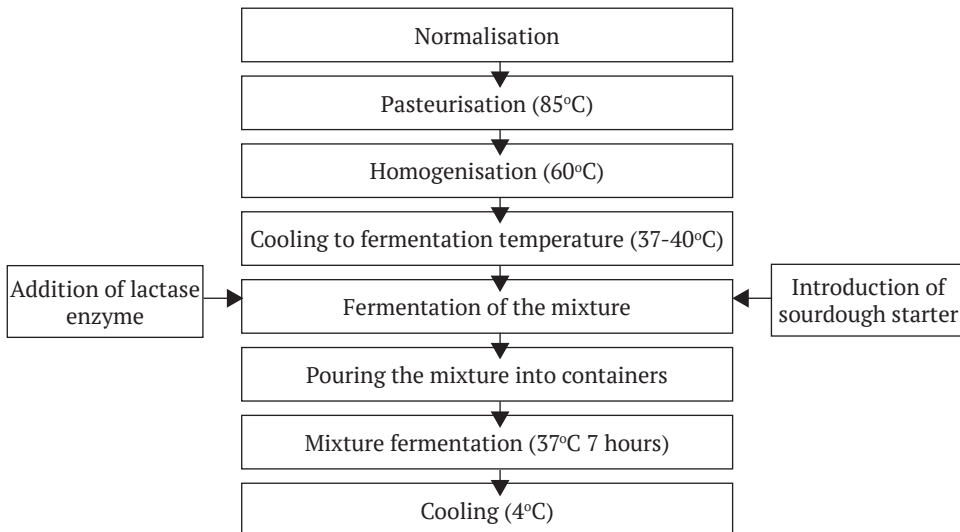 Normalisation
Pasteurisation (85°C)
Homogenisation (60°C)
Cooling to fermentation temperature (37-40°C)
Addition of lactase
enzyme
Fermentation of the mixture
Introduction of
sourdough starter
Pouring the mixture into containers
Mixture fermentation (37°C 7 hours)
Cooling (4°C)